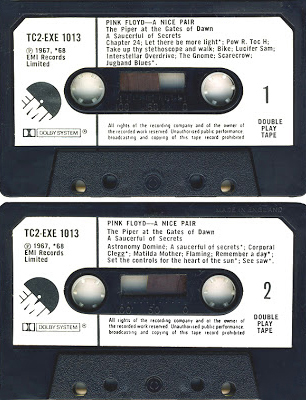 PINK FLOYD—A NICE PAIR
TC2-EXE 1013
The Piper at the Gates of Dawn
A Saucerful of Secrets
Chapter 24; Let there be more light*; Pow R. Toc H;
Take up thy stethoscope and walk; Bike; Lucifer Sam;
Interstellar Overdrive; The Gnome; Scarecrow;
Jugband Blues*.
℗ 1967, *68
EMI Records
Limited
1
DOUBLE
PLAY
TAPE
DOLBY SYSTEM
All rights of the recording company and of the owner of
the recorded work reserved. Unauthorised public performance
broadcasting and copying of this tape record prohibited
MADE IN ENGLAND
PINK FLOYD—A NICE PAIR
TC2-EXE 1013
The Piper at the Gates of Dawn
A Saucerful of Secrets
Astronomy Domine; A saucerful of secrets*; Corporal
Clegg*; Matilda Mother; Flaming; Remember a day*;
Set the controls for the heart of the sun*; See saw*.
℗ 1967, *68
EMI Records
Limited
2
DOUBLE
PLAY
TAPE
DOLBY SYSTEM
All rights of the recording company and of the owner of
the recorded work reserved. Unauthorised public performance
broadcasting and copying of this tape record prohibited